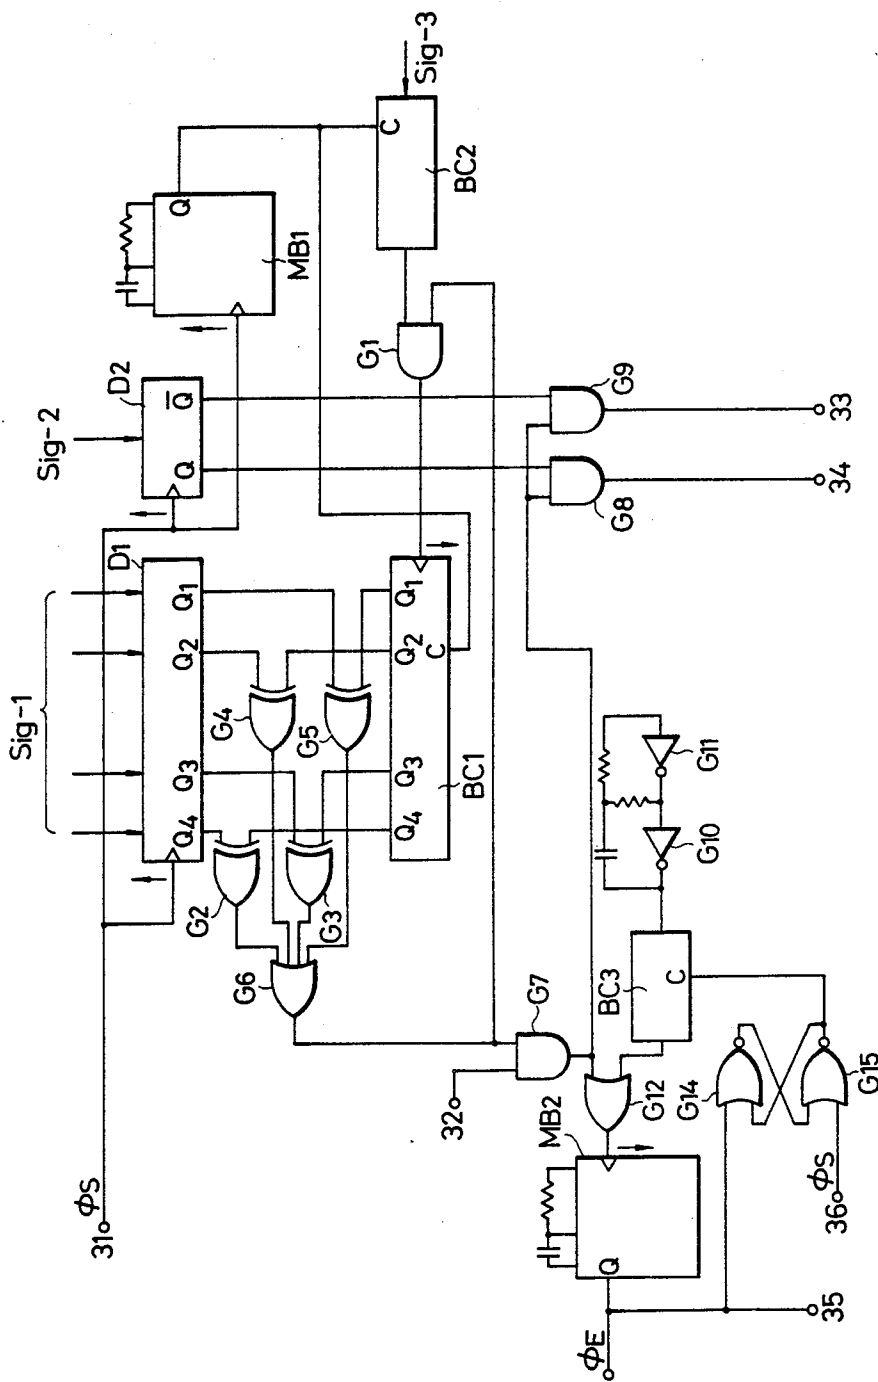 Sig-1
Sig-2
Sig-3
31 ΦS
D1
Q4 Q3 Q2 Q1
D2
Q Q̅
MB1
Q
G2
G3
G4
G5
G6
BC1
Q4 Q3 Q2 Q1
C
G1
BC2
C
32
G7
G8
G9
34
33
MB2
Q
G12
BC3
C
G10
G11
G14
G15
36 ΦS
ΦE
35